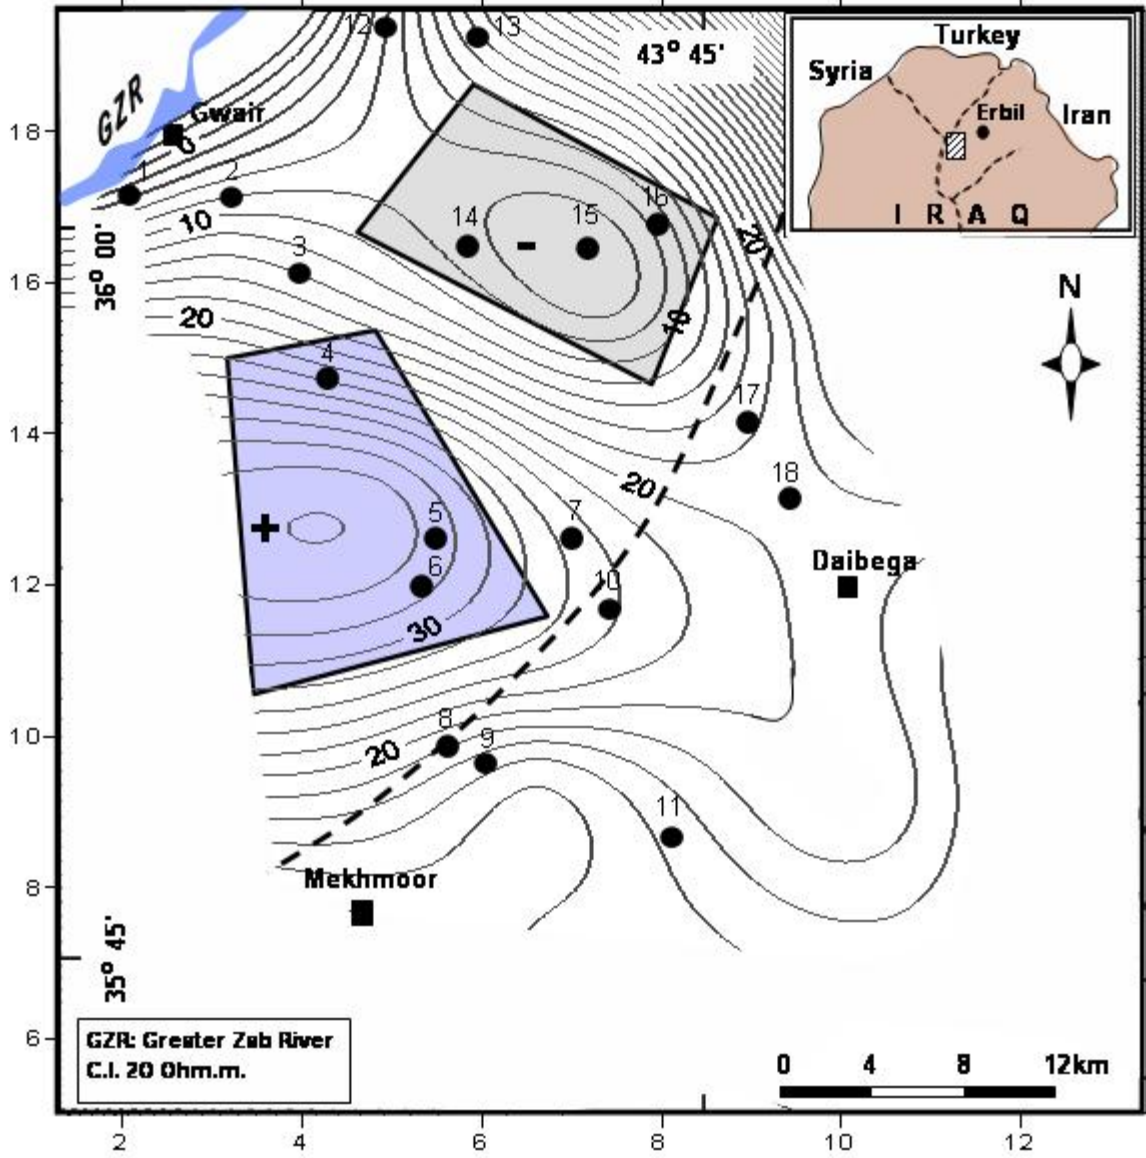 12
13
43° 45'
Turkey
Syria
Erbil
Iran
I R A Q
GZR
Gwair
0
18
1
2
10
14
15
16
20
36° 00'
3
16
N
20
10
4
17
14
20
18
5
7
Daibega
6
10
12
30
8
9
10
20
11
8
Mekhmoor
35° 45'
6
GZR: Greater Zab River
C.I. 20 Ohm.m.
0 4 8 12km
2 4 6 8 10 12